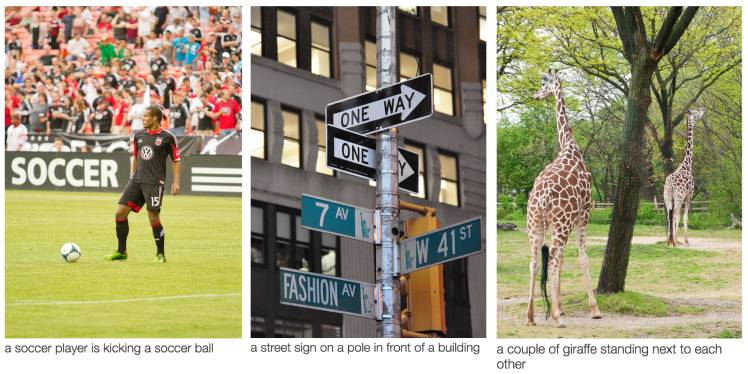 SOCCER
15
a soccer player is kicking a soccer ball
ONE WAY
ONE
7 AV
W 41 ST
FASHION AV
a street sign on a pole in front of a building
a couple of giraffe standing next to each
other